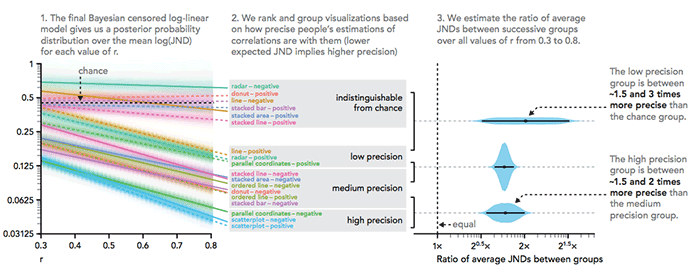 1. The final Bayesian censored log-linear
model gives us a posterior probability
distribution over the mean log(JND)
for each value of r.
2. We rank and group visualizations based
on how precise people's estimations of
correlations are with them (lower
expected JND implies higher precision)
3. We estimate the ratio of average
JNDs between successive groups
over all values of r from 0.3 to 0.8.
1
0.5
0.25
0.125
0.0625
0.03125
chance
0.3
0.4
0.5
0.6
0.7
0.8
r
radar–negative
donut–positive
line–negative
stacked bar–positive
stacked area–positive
stacked line–positive
indistinguishable
from chance
line–positive
radar–positive
parallel coordinates–positive
low precision
stacked line–negative
stacked area–negative
ordered line–negative
donut–negative
ordered line–positive
stacked bar–negative
medium precision
parallel coordinates–negative
scatterplot–negative
scatterplot–positive
high precision
The low precision
group is between
~1.5 and 3 times
more precise than
the chance group.
The high precision
group is between
~1.5 and 2 times
more precise than
the medium
precision group.
equal
1×
2^0.5×
2×
2^1.5×
Ratio of average JNDs between groups